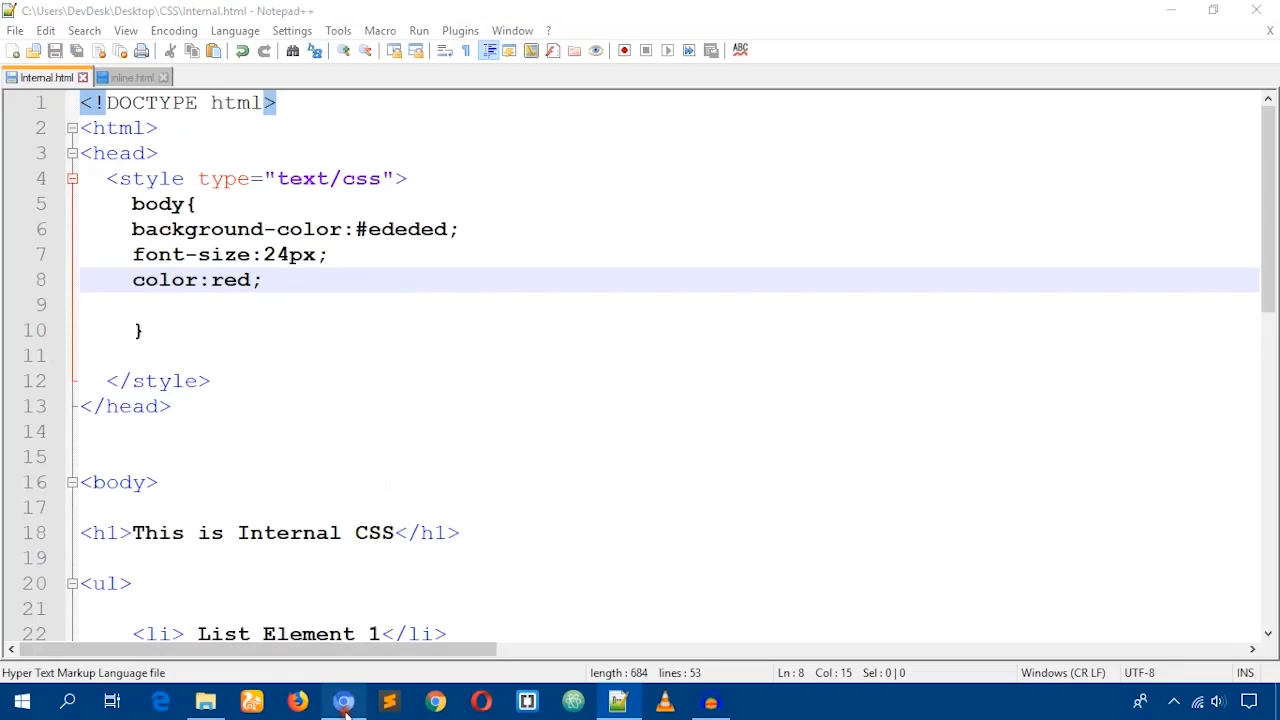 C:\Users\DevDesk\Desktop\CSS\Internal.html - Notepad++
File Edit Search View Encoding Language Settings Tools Macro Run Plugins Window ? X
ABC
Internal.html inline.html
1 <!DOCTYPE html>
2 <html>
3 <head>
4 <style type="text/css">
5 body{
6 background-color:#ededed;
7 font-size:24px;
8 color:red;
9
10 }
11
12 </style>
13 </head>
14
15
16 <body>
17
18 <h1>This is Internal CSS</h1>
19
20 <ul>
21
22 <li> List Element 1</li>
Hyper Text Markup Language file length : 684 lines : 53 Ln : 8 Col : 15 Sel : 0 | 0 Windows (CR LF) UTF-8 INS